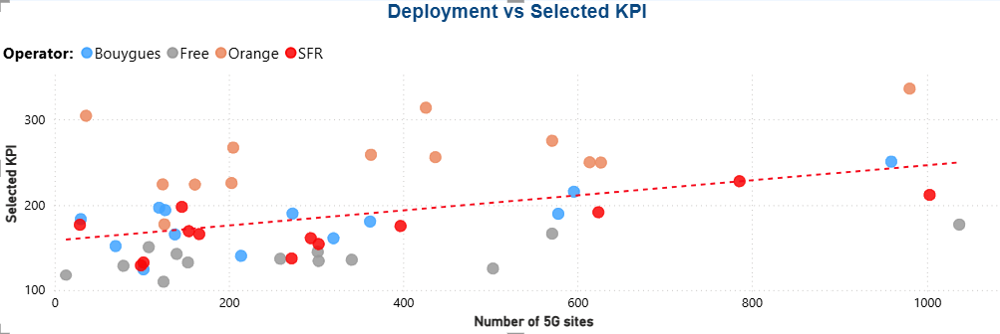 Deployment vs Selected KPI
Operator: Bouygues Free Orange SFR
Selected KPI
300
200
100
0 200 400 600 800 1000
Number of 5G sites